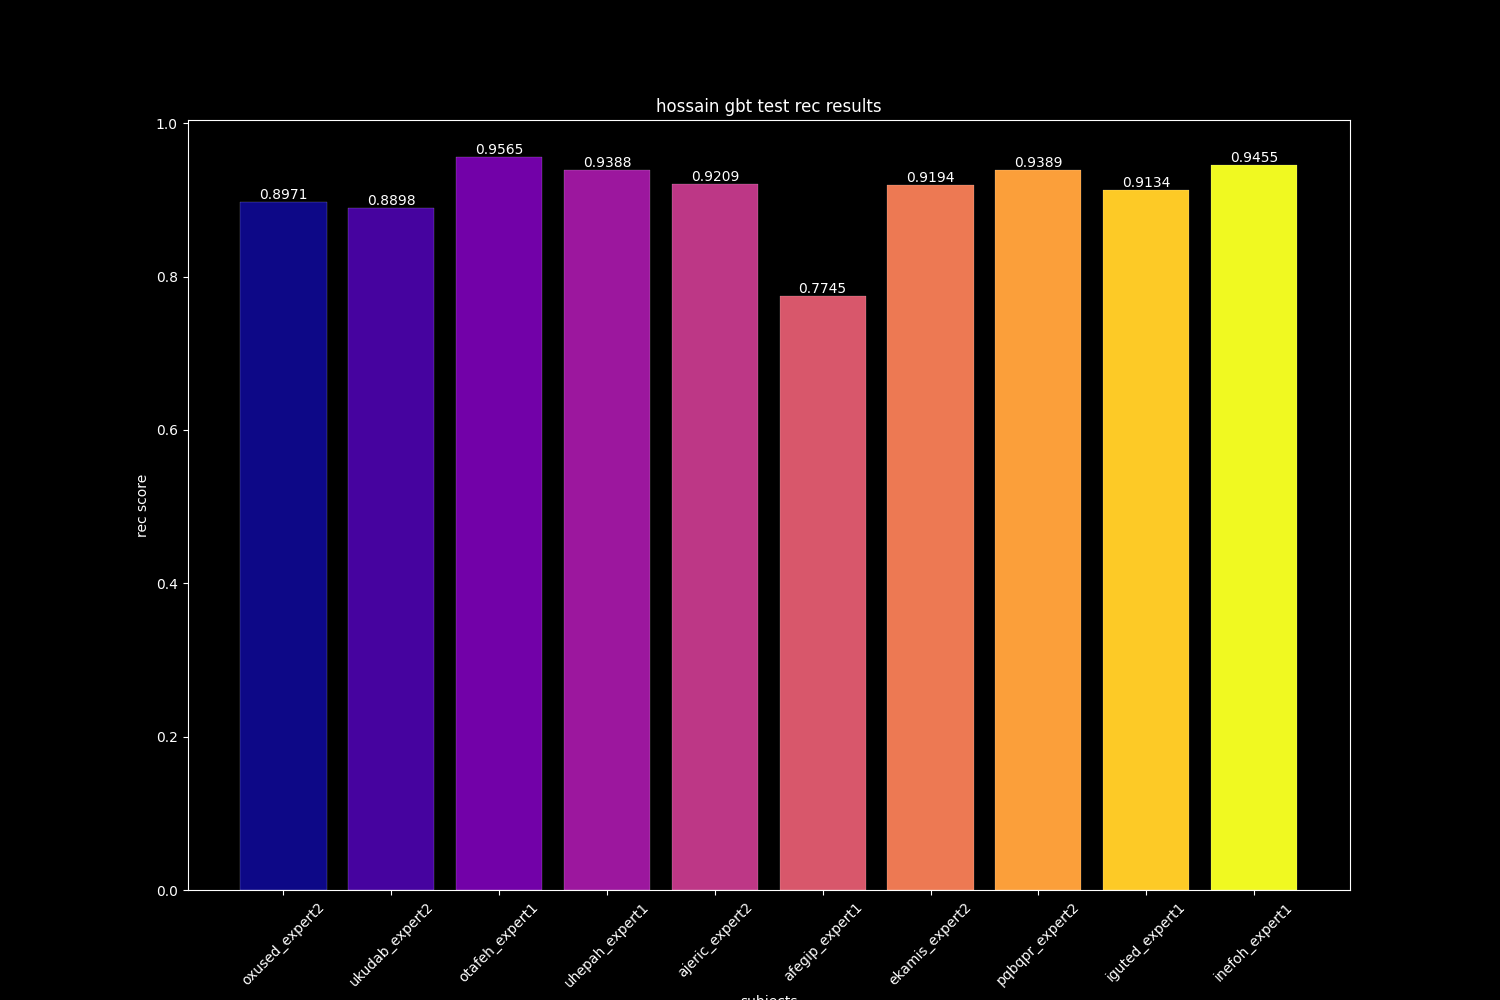 hossain gbt test rec results
1.0
0.8
0.6
0.4
0.2
0.0
rec score
0.8971
0.8898
0.9565
0.9388
0.9209
0.7745
0.9194
0.9389
0.9134
0.9455
oxused_expert2
ukudab_expert2
otafeh_expert1
uhepah_expert1
ajeric_expert2
afegip_expert1
ekamis_expert2
pqbqpr_expert2
iguted_expert1
inefoh_expert1
subjects